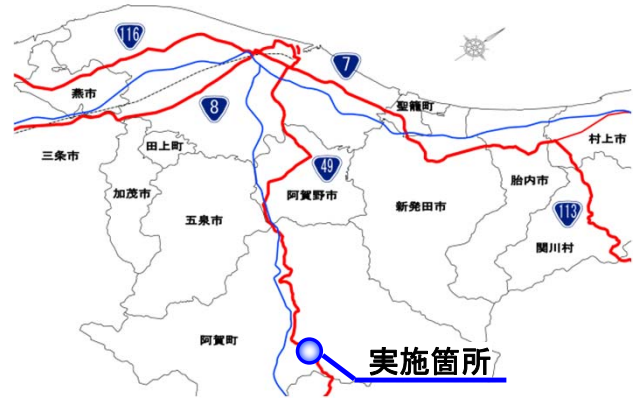 116
7
燕市
8
聖籠町
三条市
田上町
49
村上市
加茂市
阿賀野市
胎内市
五泉市
新発田市
113
関川村
阿賀町
実施箇所